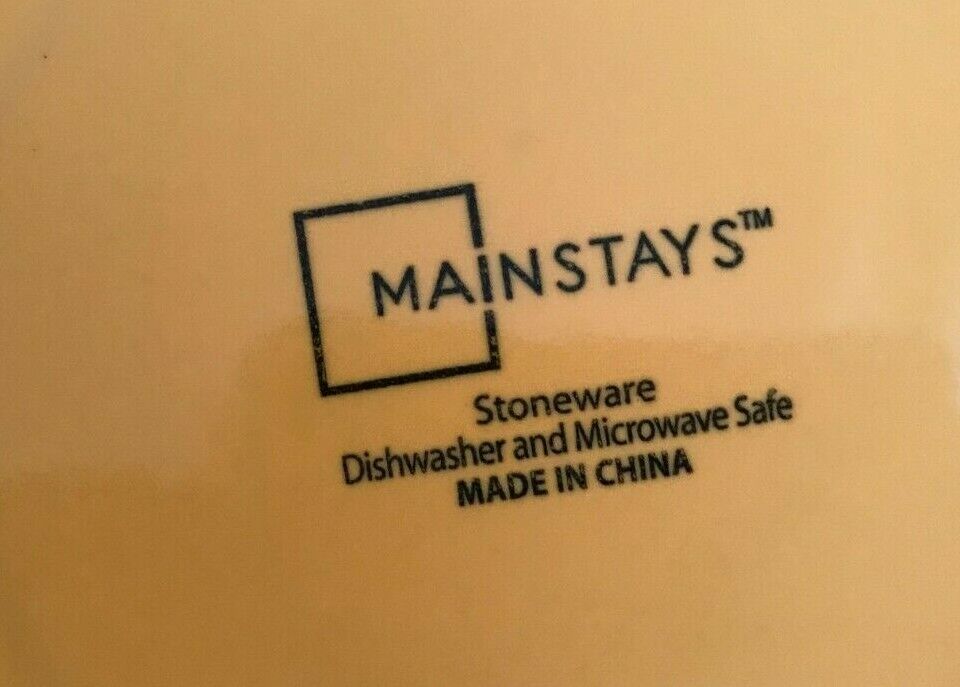 MAINSTAYS™
Stoneware
Dishwasher and Microwave Safe
MADE IN CHINA